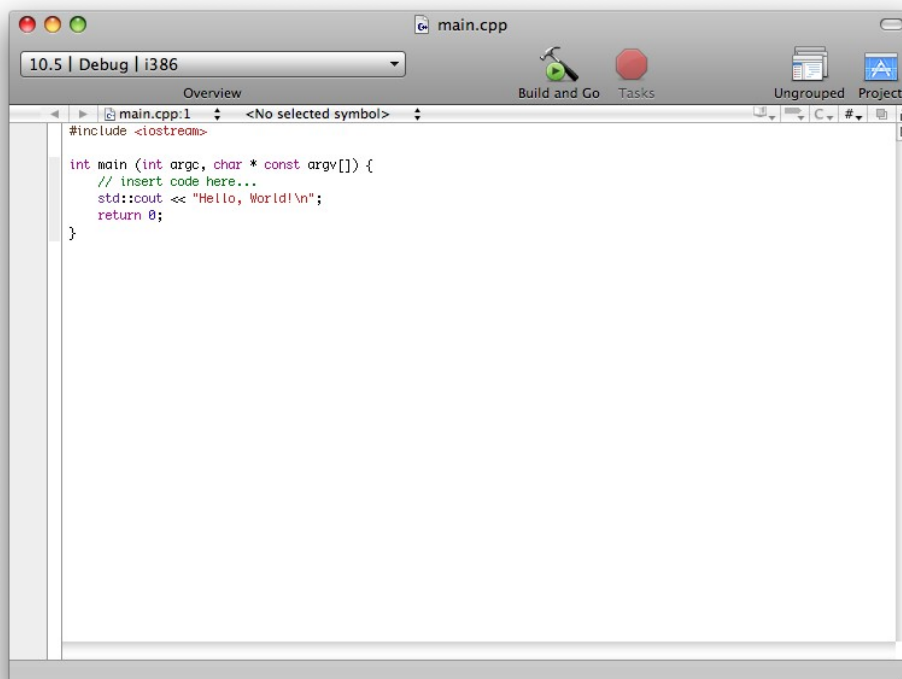 main.cpp
10.5 | Debug | i386
Overview
Build and Go
Tasks
Ungrouped
Project
main.cpp:1
<No selected symbol>
C
#
#include <iostream>
int main (int argc, char * const argv[]) {
    // insert code here...
    std::cout << "Hello, World!\n";
    return 0;
}